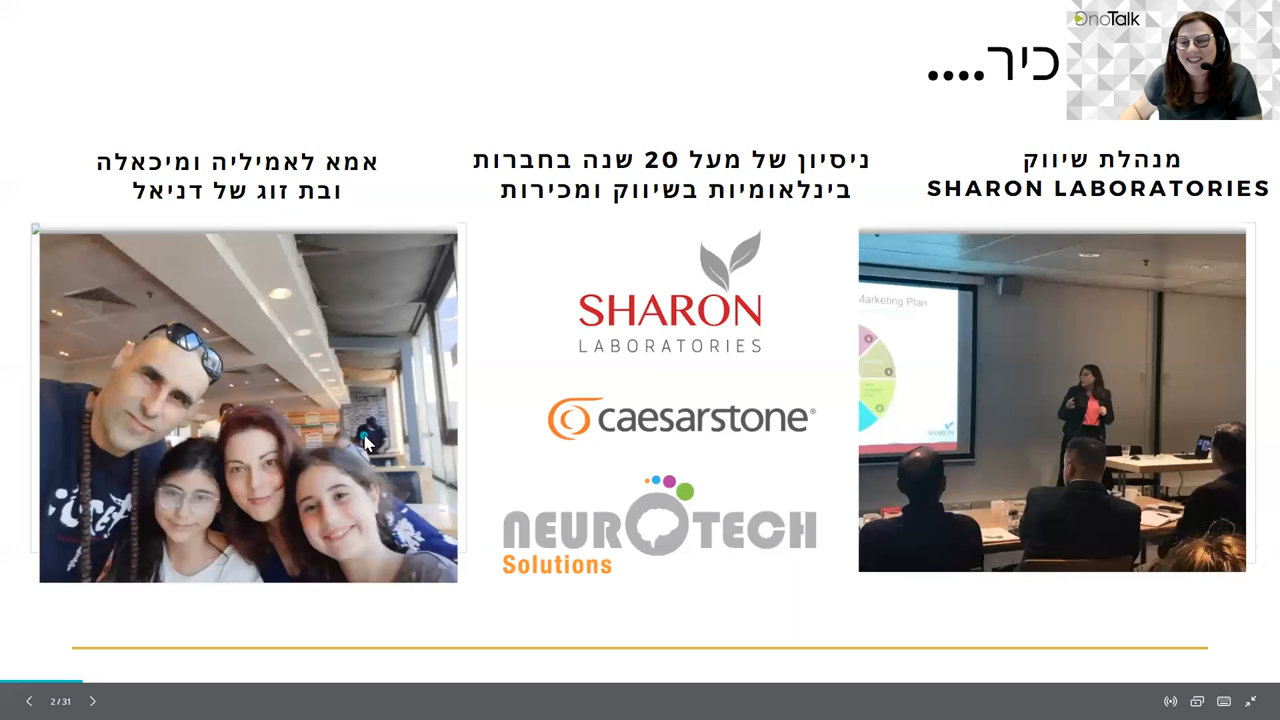 OnoTalk
כיר....
מנהלת שיווק
SHARON LABORATORIES
ניסיון של מעל 20 שנה בחברות
בינלאומיות בשיווק ומכירות
אמא לאמיליה ומיכאלה
ובת זוג של דניאל
SHARON
LABORATORIES
caesarstone®
NEUROTECH
Solutions
Marketing Plan
SHARON
2 / 31